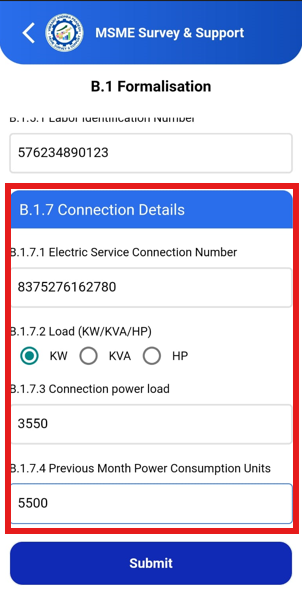 MSME Survey & Support
B.1 Formalisation
B.1.5.1 Labor Identification Number
576234890123
B.1.7 Connection Details
B.1.7.1 Electric Service Connection Number
8375276162780
B.1.7.2 Load (KW/KVA/HP)
KW KVA HP
B.1.7.3 Connection power load
3550
B.1.7.4 Previous Month Power Consumption Units
5500
Submit